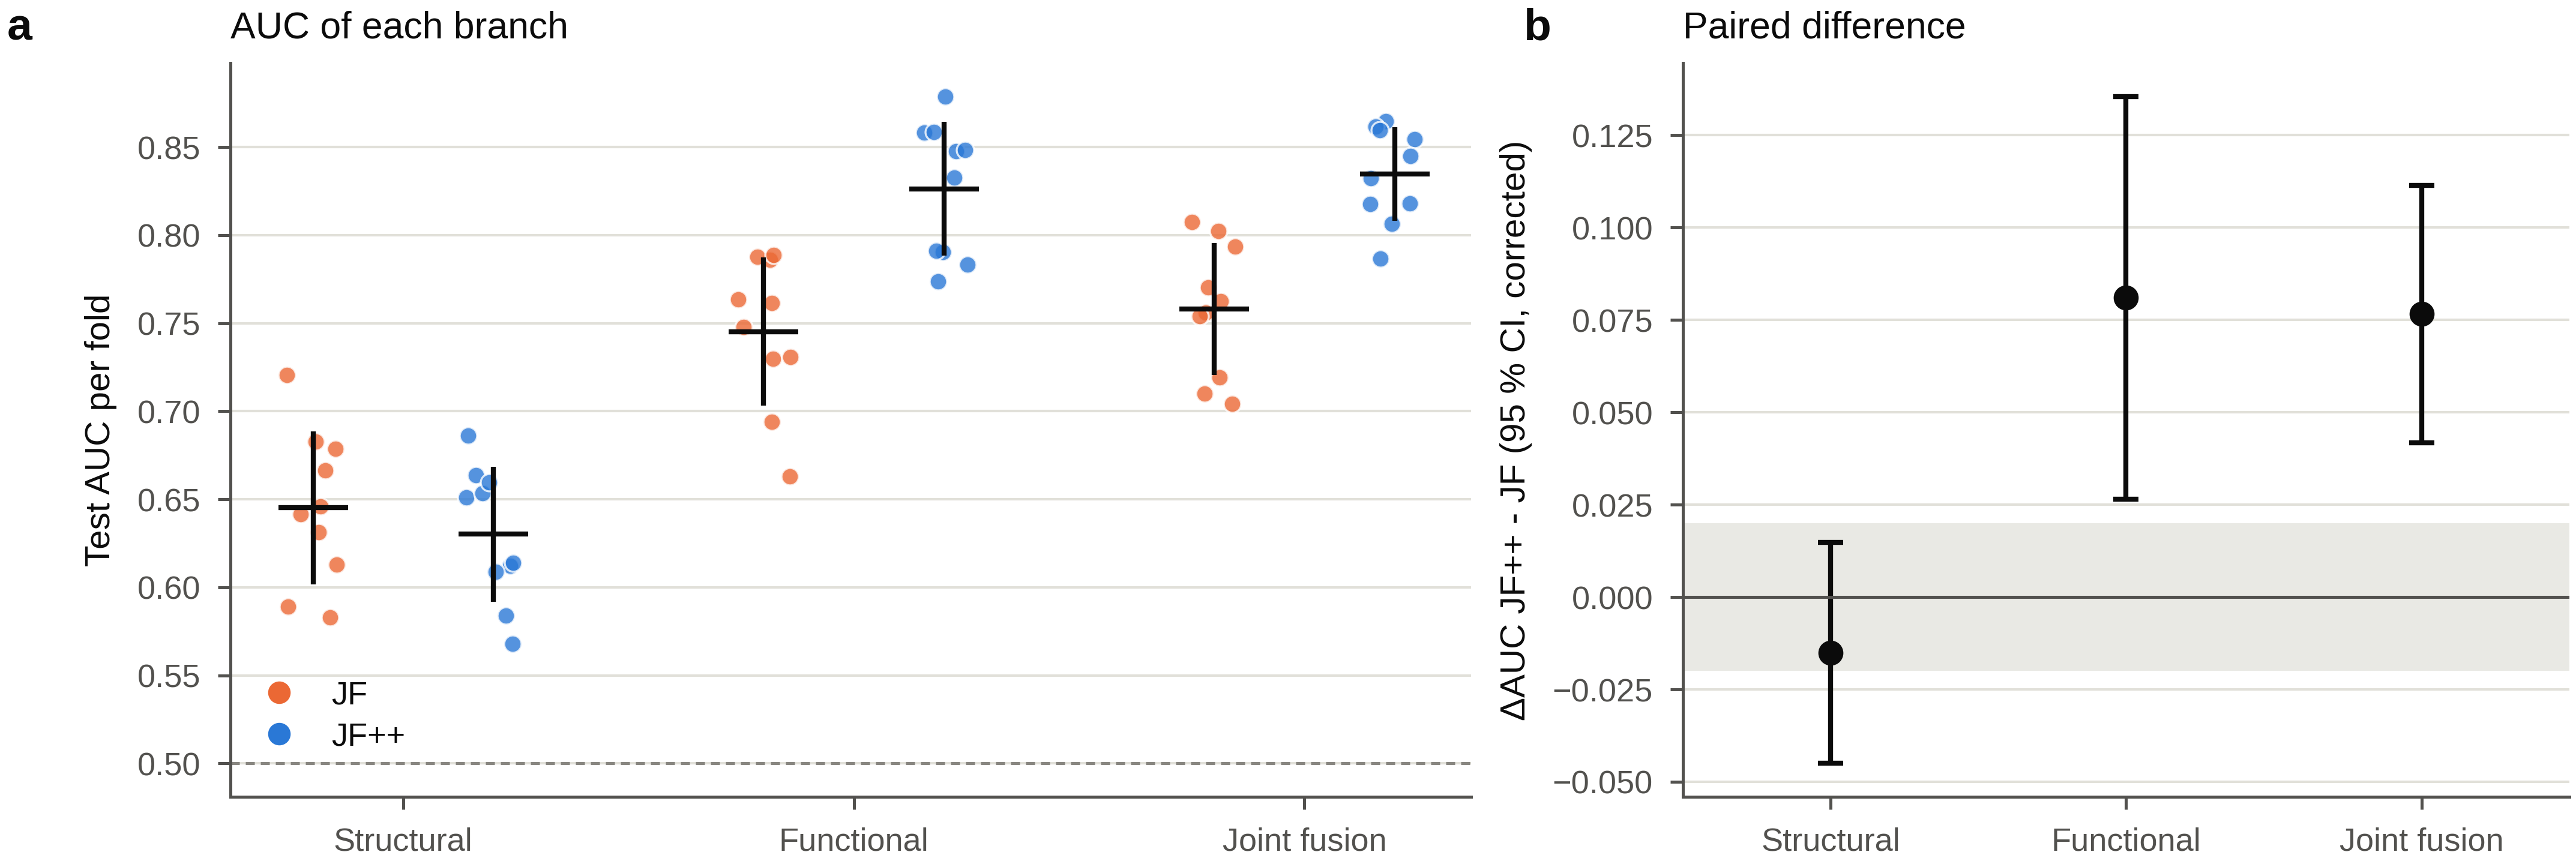 a
AUC of each branch
Test AUC per fold
0.85
0.80
0.75
0.70
0.65
0.60
0.55
0.50
JF
JF++
Structural
Functional
Joint fusion
b
Paired difference
ΔAUC JF++ - JF (95 % CI, corrected)
0.125
0.100
0.075
0.050
0.025
0.000
−0.025
−0.050
Structural
Functional
Joint fusion